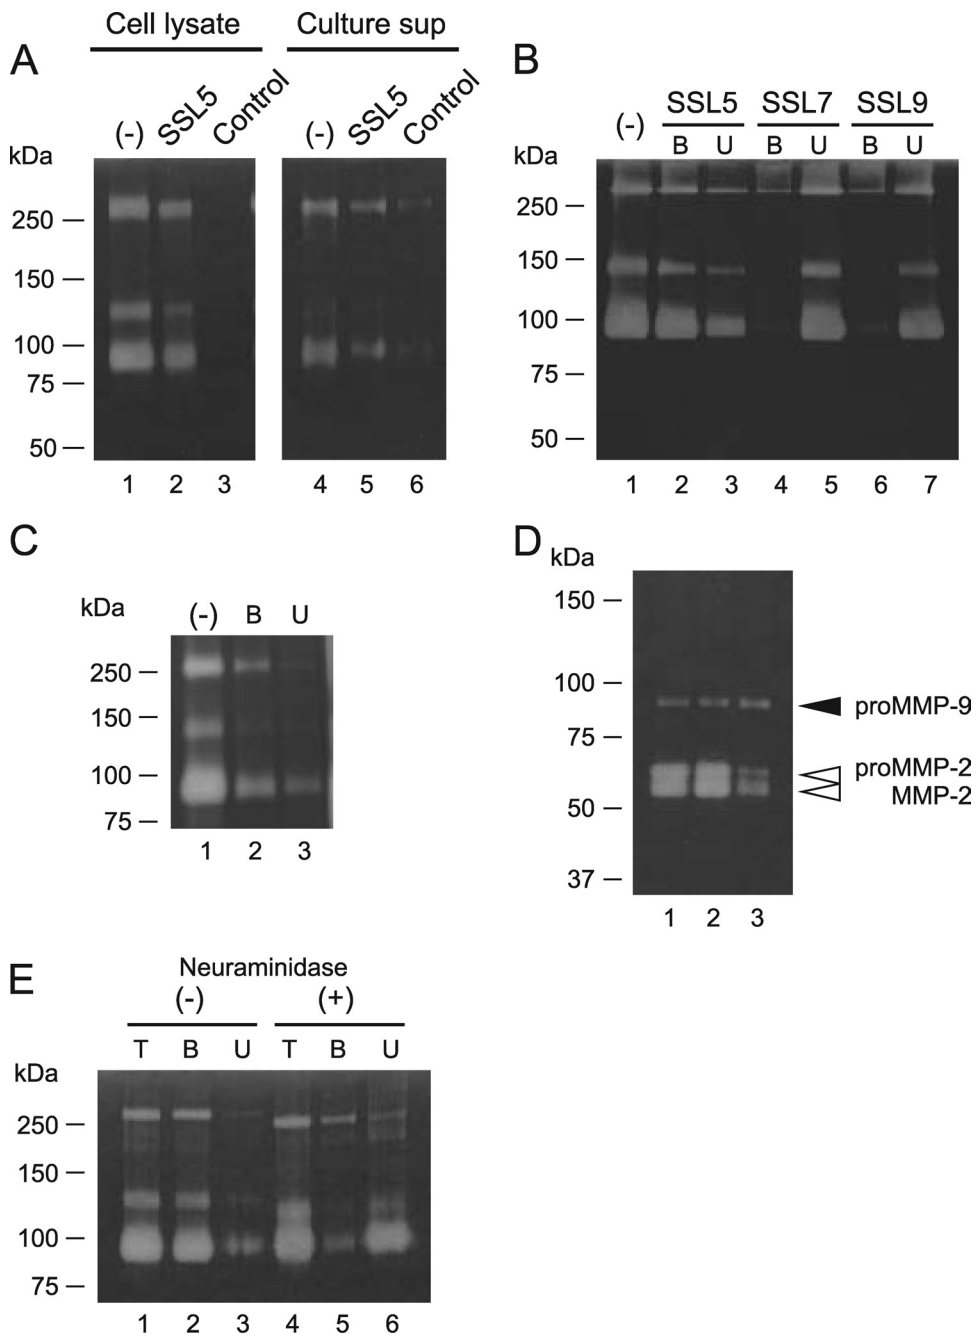 Cell lysate Culture sup
A
(-) SSL5 Control (-) SSL5 Control
kDa
250
150
100
75
50
1 2 3 4 5 6
B
SSL5 SSL7 SSL9
(-) B U B U B U
kDa
250
150
100
75
50
1 2 3 4 5 6 7
C
kDa (-) B U
250
150
100
75
1 2 3
D
kDa
150
100
proMMP-9
75
proMMP-2
MMP-2
50
37
1 2 3
E
Neuraminidase
(-) (+)
T B U T B U
kDa
250
150
100
75
1 2 3 4 5 6